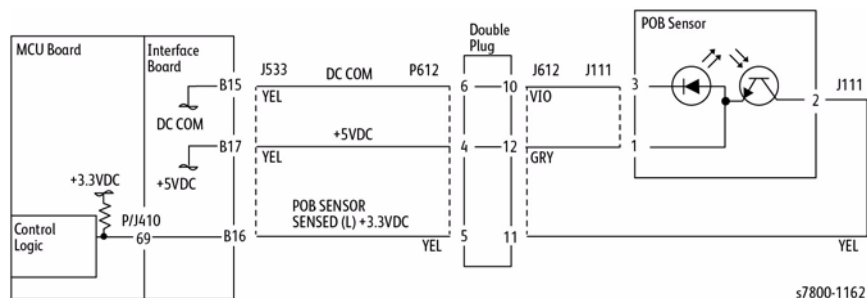 Double
Plug
POB Sensor
MCU Board
Interface
Board
J533
DC COM
P612
J612
J111
J111
B15
6
10
3
2
YEL
VIO
DC COM
+5VDC
B17
4
12
1
YEL
GRY
+3.3VDC
+5VDC
POB SENSOR
SENSED (L) +3.3VDC
P/J410
Control
Logic
69
B16
5
11
YEL
YEL
s7800-1162